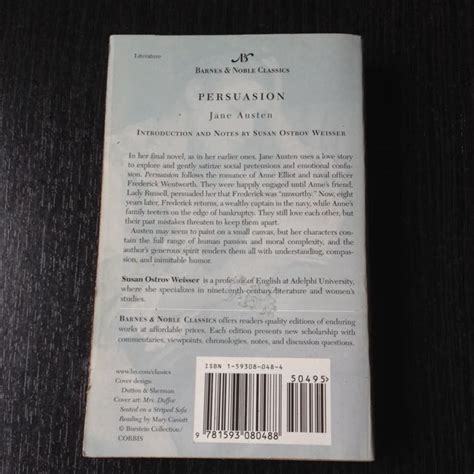 Literature
BARNES & NOBLE CLASSICS
PERSUASION
Jane Austen
INTRODUCTION AND NOTES BY SUSAN OSTROV WEISSER
In her final novel, as in her earlier ones, Jane Austen uses a love story
to explore and gently satirize social pretensions and emotional confu-
sion. Persuasion follows the romance of Anne Elliot and naval officer
Frederick Wentworth. They were happily engaged until Anne's friend,
Lady Russell, persuaded her that Frederick was "unworthy." Now, eight
years later, Frederick returns, a wealthy captain in the navy, while Anne's
family teeters on the edge of bankruptcy. They still love each other, but
their past mistakes threaten to keep them apart.
Austen may seem to paint on a small canvas, but her characters contain
the full range of human passion and moral complexity, and the
author's generous spirit renders them all with understanding, compas-
sion, and inimitable humor.
Susan Ostrov Weisser is a professor of English at Adelphi University,
where she specializes in nineteenth-century literature and women's
studies.
BARNES & NOBLE CLASSICS offers readers quality editions of enduring
works at affordable prices. Each edition presents new scholarship with
commentaries, viewpoints, chronologies, notes, and discussion questions.
www.bn.com/classics
Cover design:
Dutton & Sherman
Cover art: Mrs. Duffee
Seated on a Striped Sofa
Reading by Mary Cassatt
© Burstein Collection/
CORBIS
ISBN 1-59308-048-4
50495
9 781593 080488